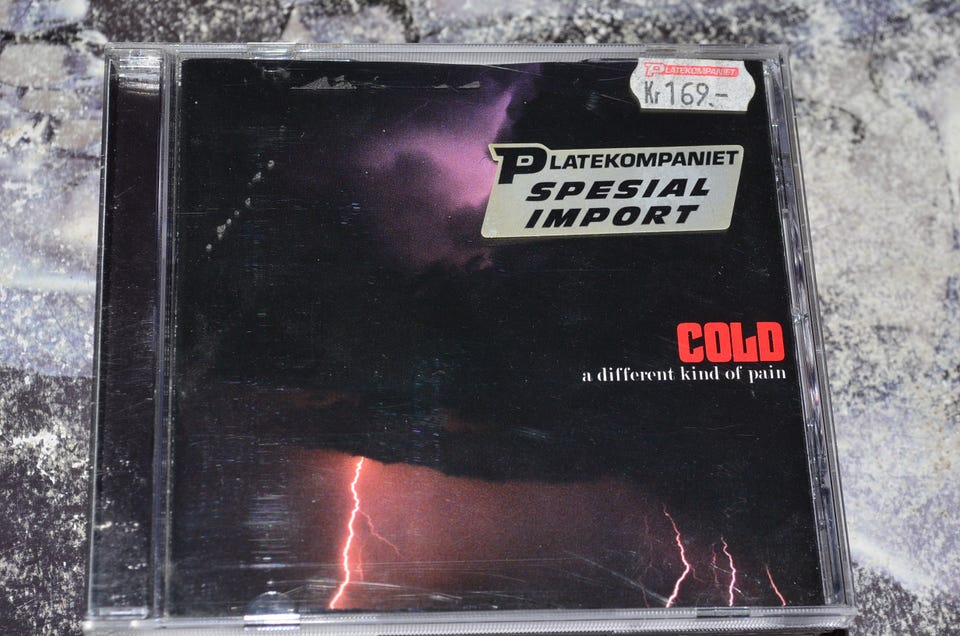 PLATEKOMPANIET
Kr 169.-
PLATEKOMPANIET
SPESIAL
IMPORT
COLD
a different kind of pain